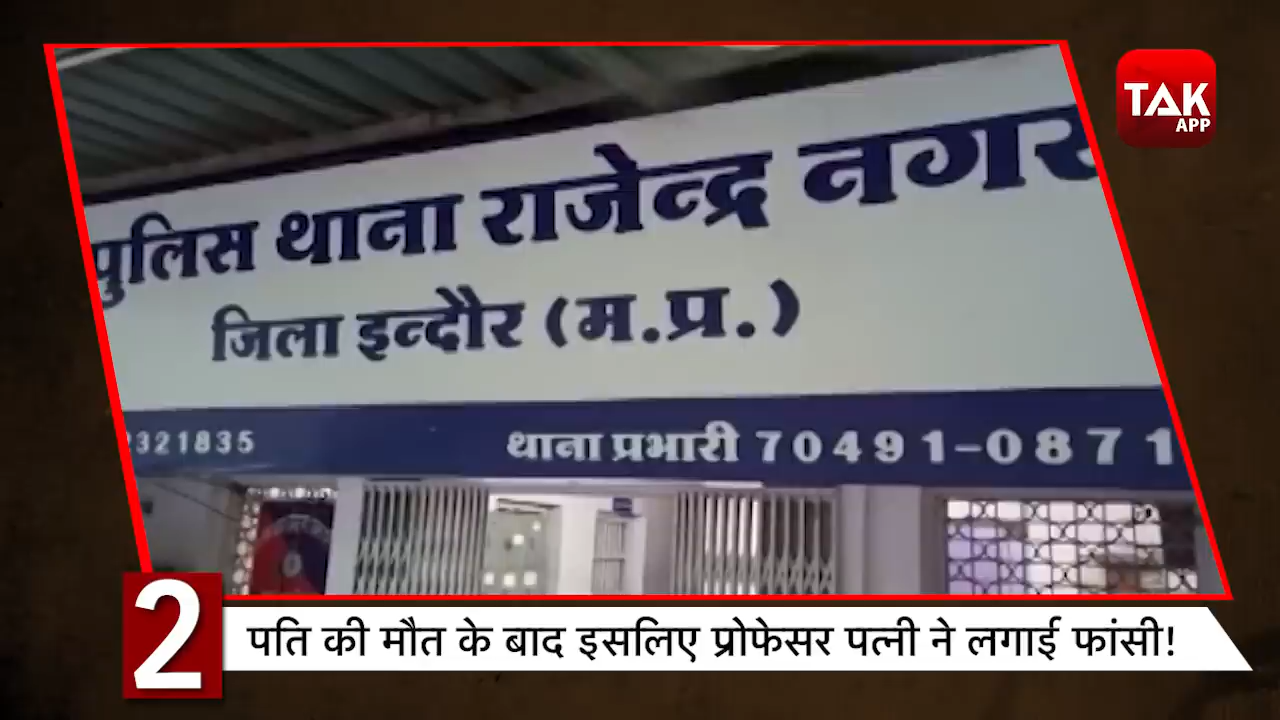 TAK
APP
पुलिस थाना राजेन्द्र नगर
जिला इन्दौर (म.प्र.)
2321835 थाना प्रभारी 70491-0871
2 पति की मौत के बाद इसलिए प्रोफेसर पत्नी ने लगाई फांसी!